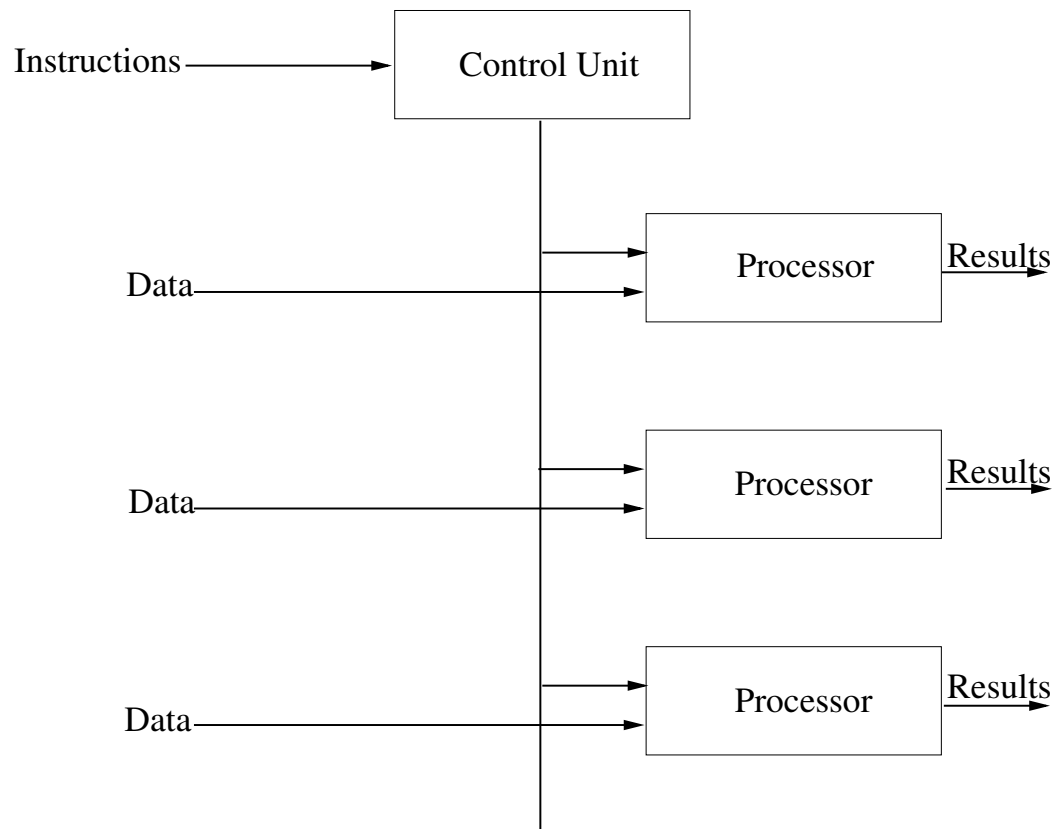 Instructions
Control Unit
Processor
Results
Data
Processor
Results
Data
Processor
Results
Data